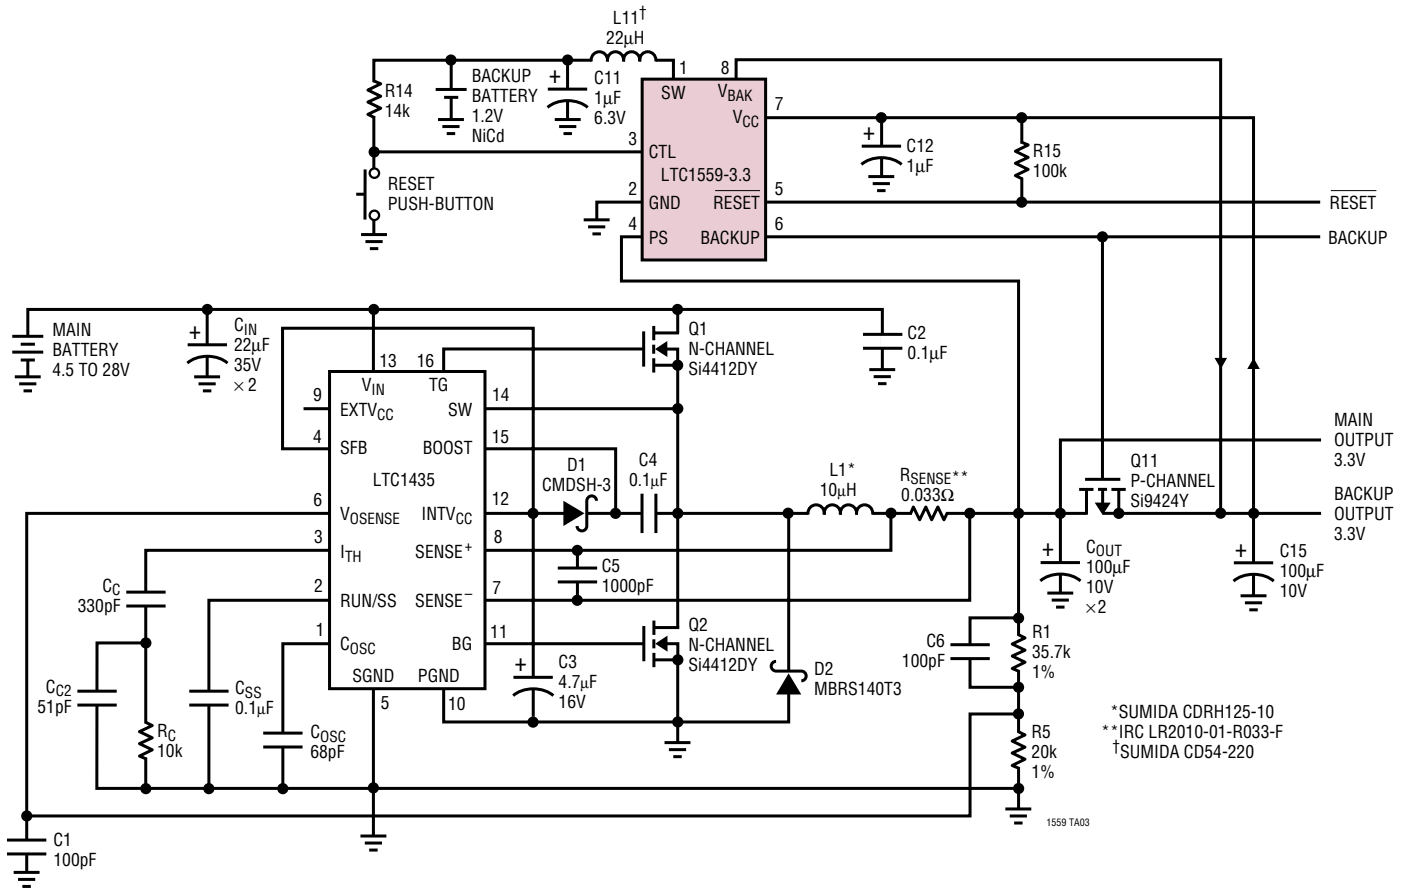 L11†
22µH
R14
14k
BACKUP
BATTERY
1.2V
NiCd
+
C11
1µF
6.3V
1
8
SW
VBAK
VCC
7
3
CTL
LTC1559-3.3
+
C12
1µF
R15
100k
RESET
PUSH-BUTTON
2
GND
RESET
5
RESET
4
PS
BACKUP
6
BACKUP
MAIN
BATTERY
4.5 TO 28V
+
CIN
22µF
35V
× 2
Q1
N-CHANNEL
Si4412DY
C2
0.1µF
13
16
VIN
TG
9
EXTVCC
SW
14
4
SFB
BOOST
15
LTC1435
D1
CMDSH-3
C4
0.1µF
L1*
10µH
RSENSE**
0.033Ω
MAIN
OUTPUT
3.3V
Q11
P-CHANNEL
Si9424Y
BACKUP
OUTPUT
3.3V
6
VOSENSE
INTVCC
12
3
ITH
SENSE+
8
C5
1000pF
2
RUN/SS
SENSE−
7
1
COSC
BG
11
SGND
PGND
5
10
+
COUT
100µF
10V
×2
+
C15
100µF
10V
CC
330pF
CC2
51pF
RC
10k
CSS
0.1µF
COSC
68pF
+
C3
4.7µF
16V
Q2
N-CHANNEL
Si4412DY
D2
MBRS140T3
C6
100pF
R1
35.7k
1%
R5
20k
1%
*SUMIDA CDRH125-10
**IRC LR2010-01-R033-F
†SUMIDA CD54-220
1559 TA03
C1
100pF